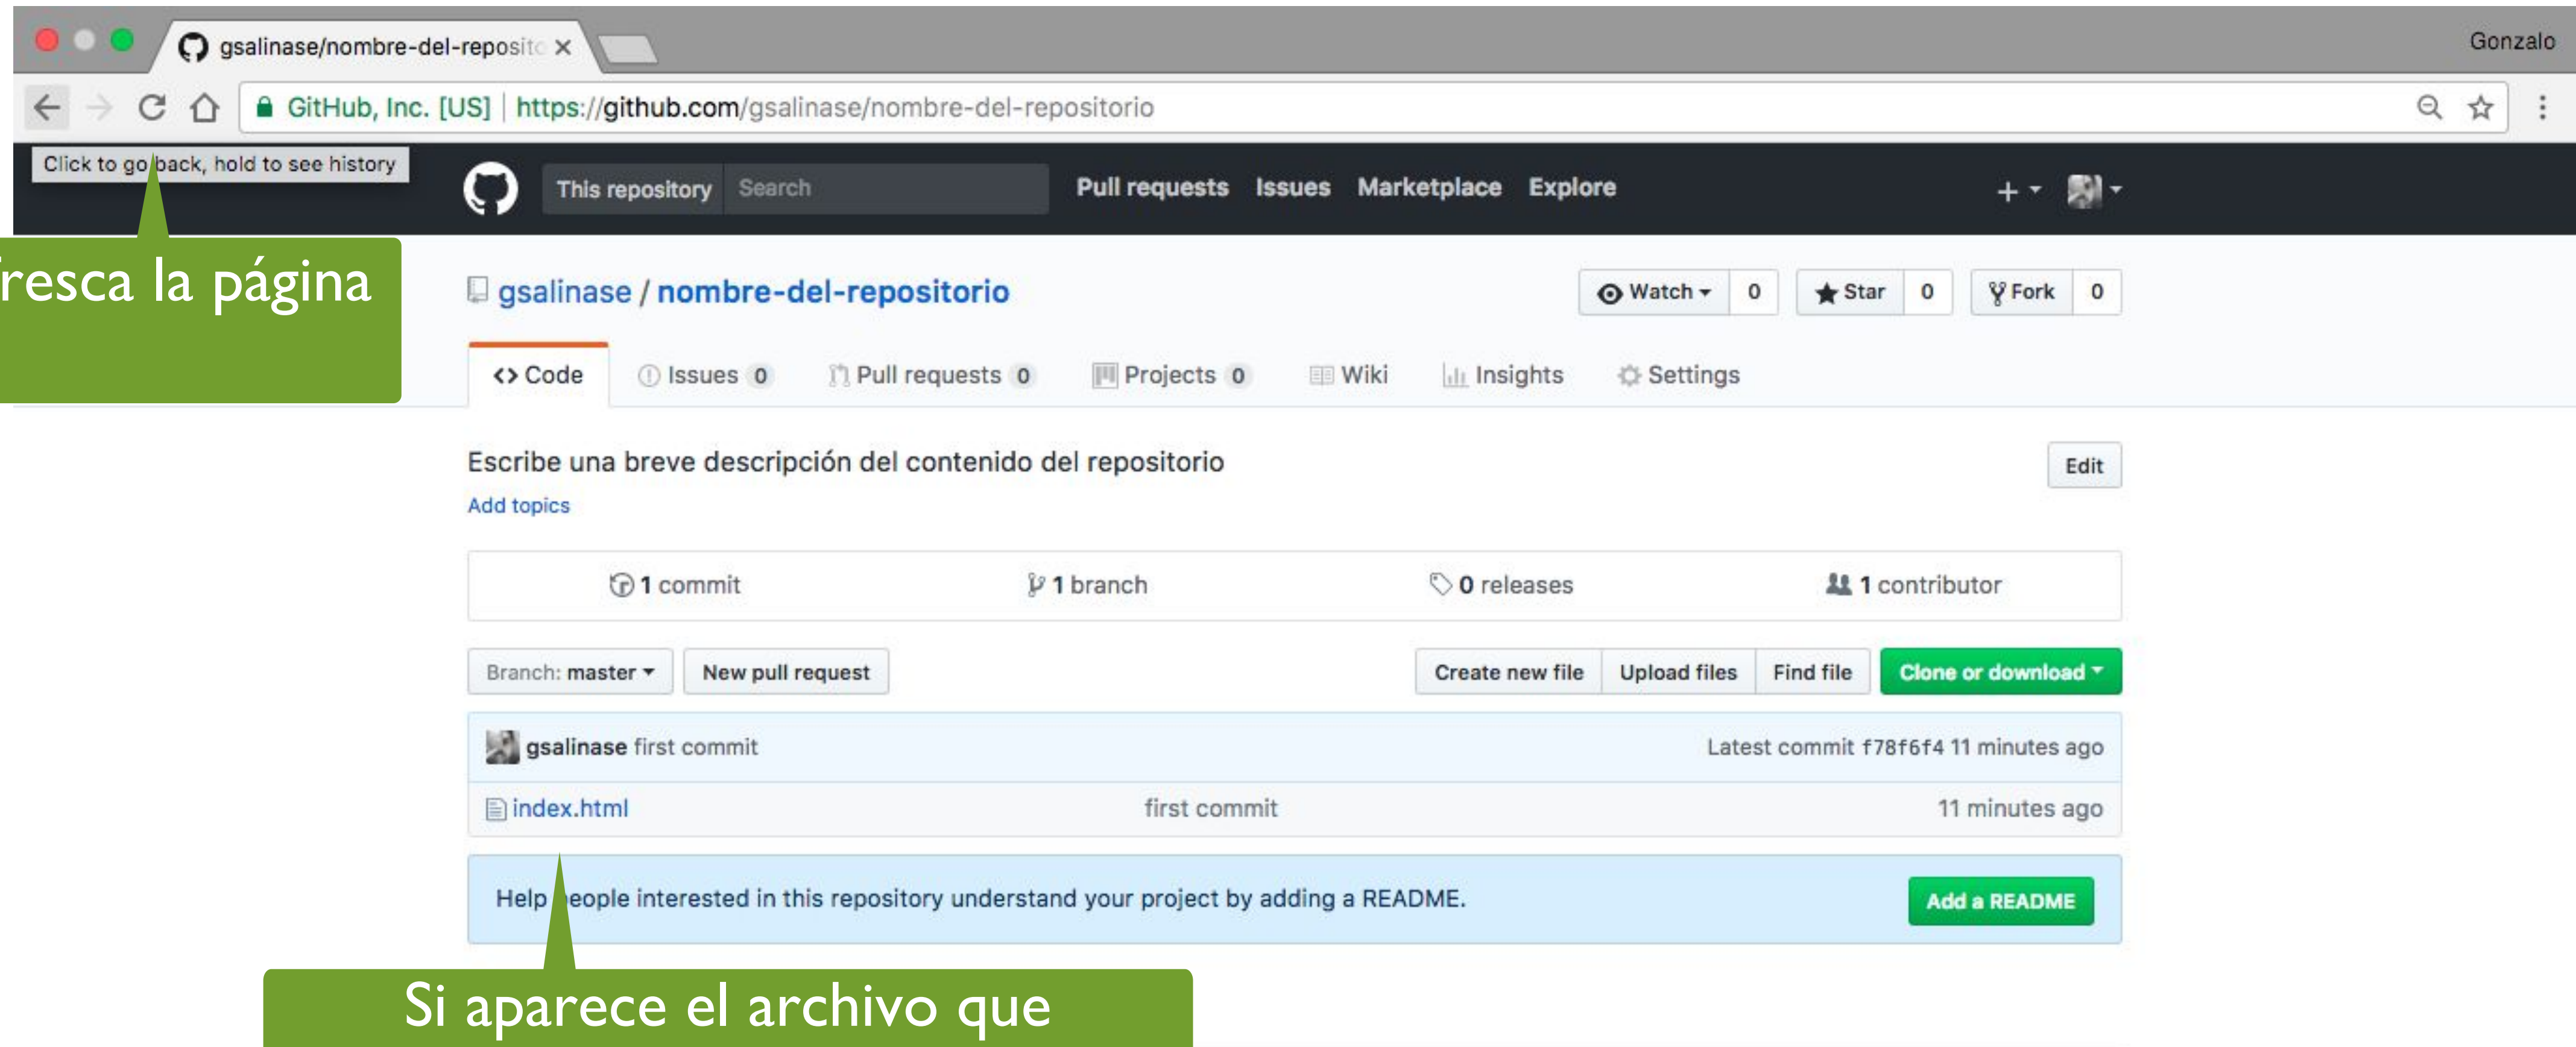 gsalinase/nombre-del-reposito
Gonzalo
GitHub, Inc. [US] | https://github.com/gsalinase/nombre-del-repositorio
Click to go back, hold to see history
This repository Search Pull requests Issues Marketplace Explore
resca la página
gsalinase / nombre-del-repositorio
Watch 0 Star 0 Fork 0
Code Issues 0 Pull requests 0 Projects 0 Wiki Insights Settings
Escribe una breve descripción del contenido del repositorio
Edit
Add topics
1 commit 1 branch 0 releases 1 contributor
Branch: master New pull request Create new file Upload files Find file Clone or download
gsalinase first commit Latest commit f78f6f4 11 minutes ago
index.html first commit 11 minutes ago
Help people interested in this repository understand your project by adding a README.
Add a README
Si aparece el archivo que